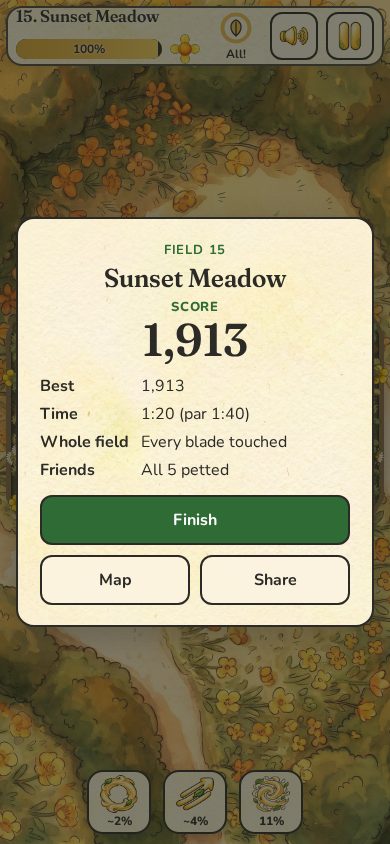 15. Sunset Meadow
100%
All!
FIELD 15
Sunset Meadow
SCORE
1,913
Best 1,913
Time 1:20 (par 1:40)
Whole field Every blade touched
Friends All 5 petted
Finish
Map Share
~2% ~4% 11%